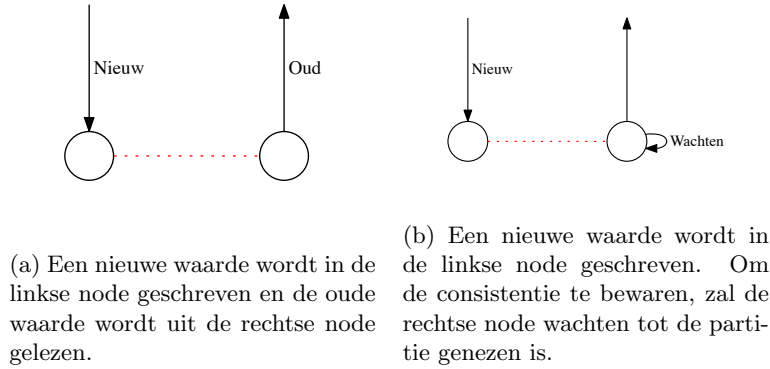 Nieuw
Oud
Nieuw
Wachten
(a) Een nieuwe waarde wordt in de
linkse node geschreven en de oude
waarde wordt uit de rechtse node
gelezen.
(b) Een nieuwe waarde wordt in
de linkse node geschreven. Om
de consistentie te bewaren, zal de
rechtse node wachten tot de parti-
tie genezen is.